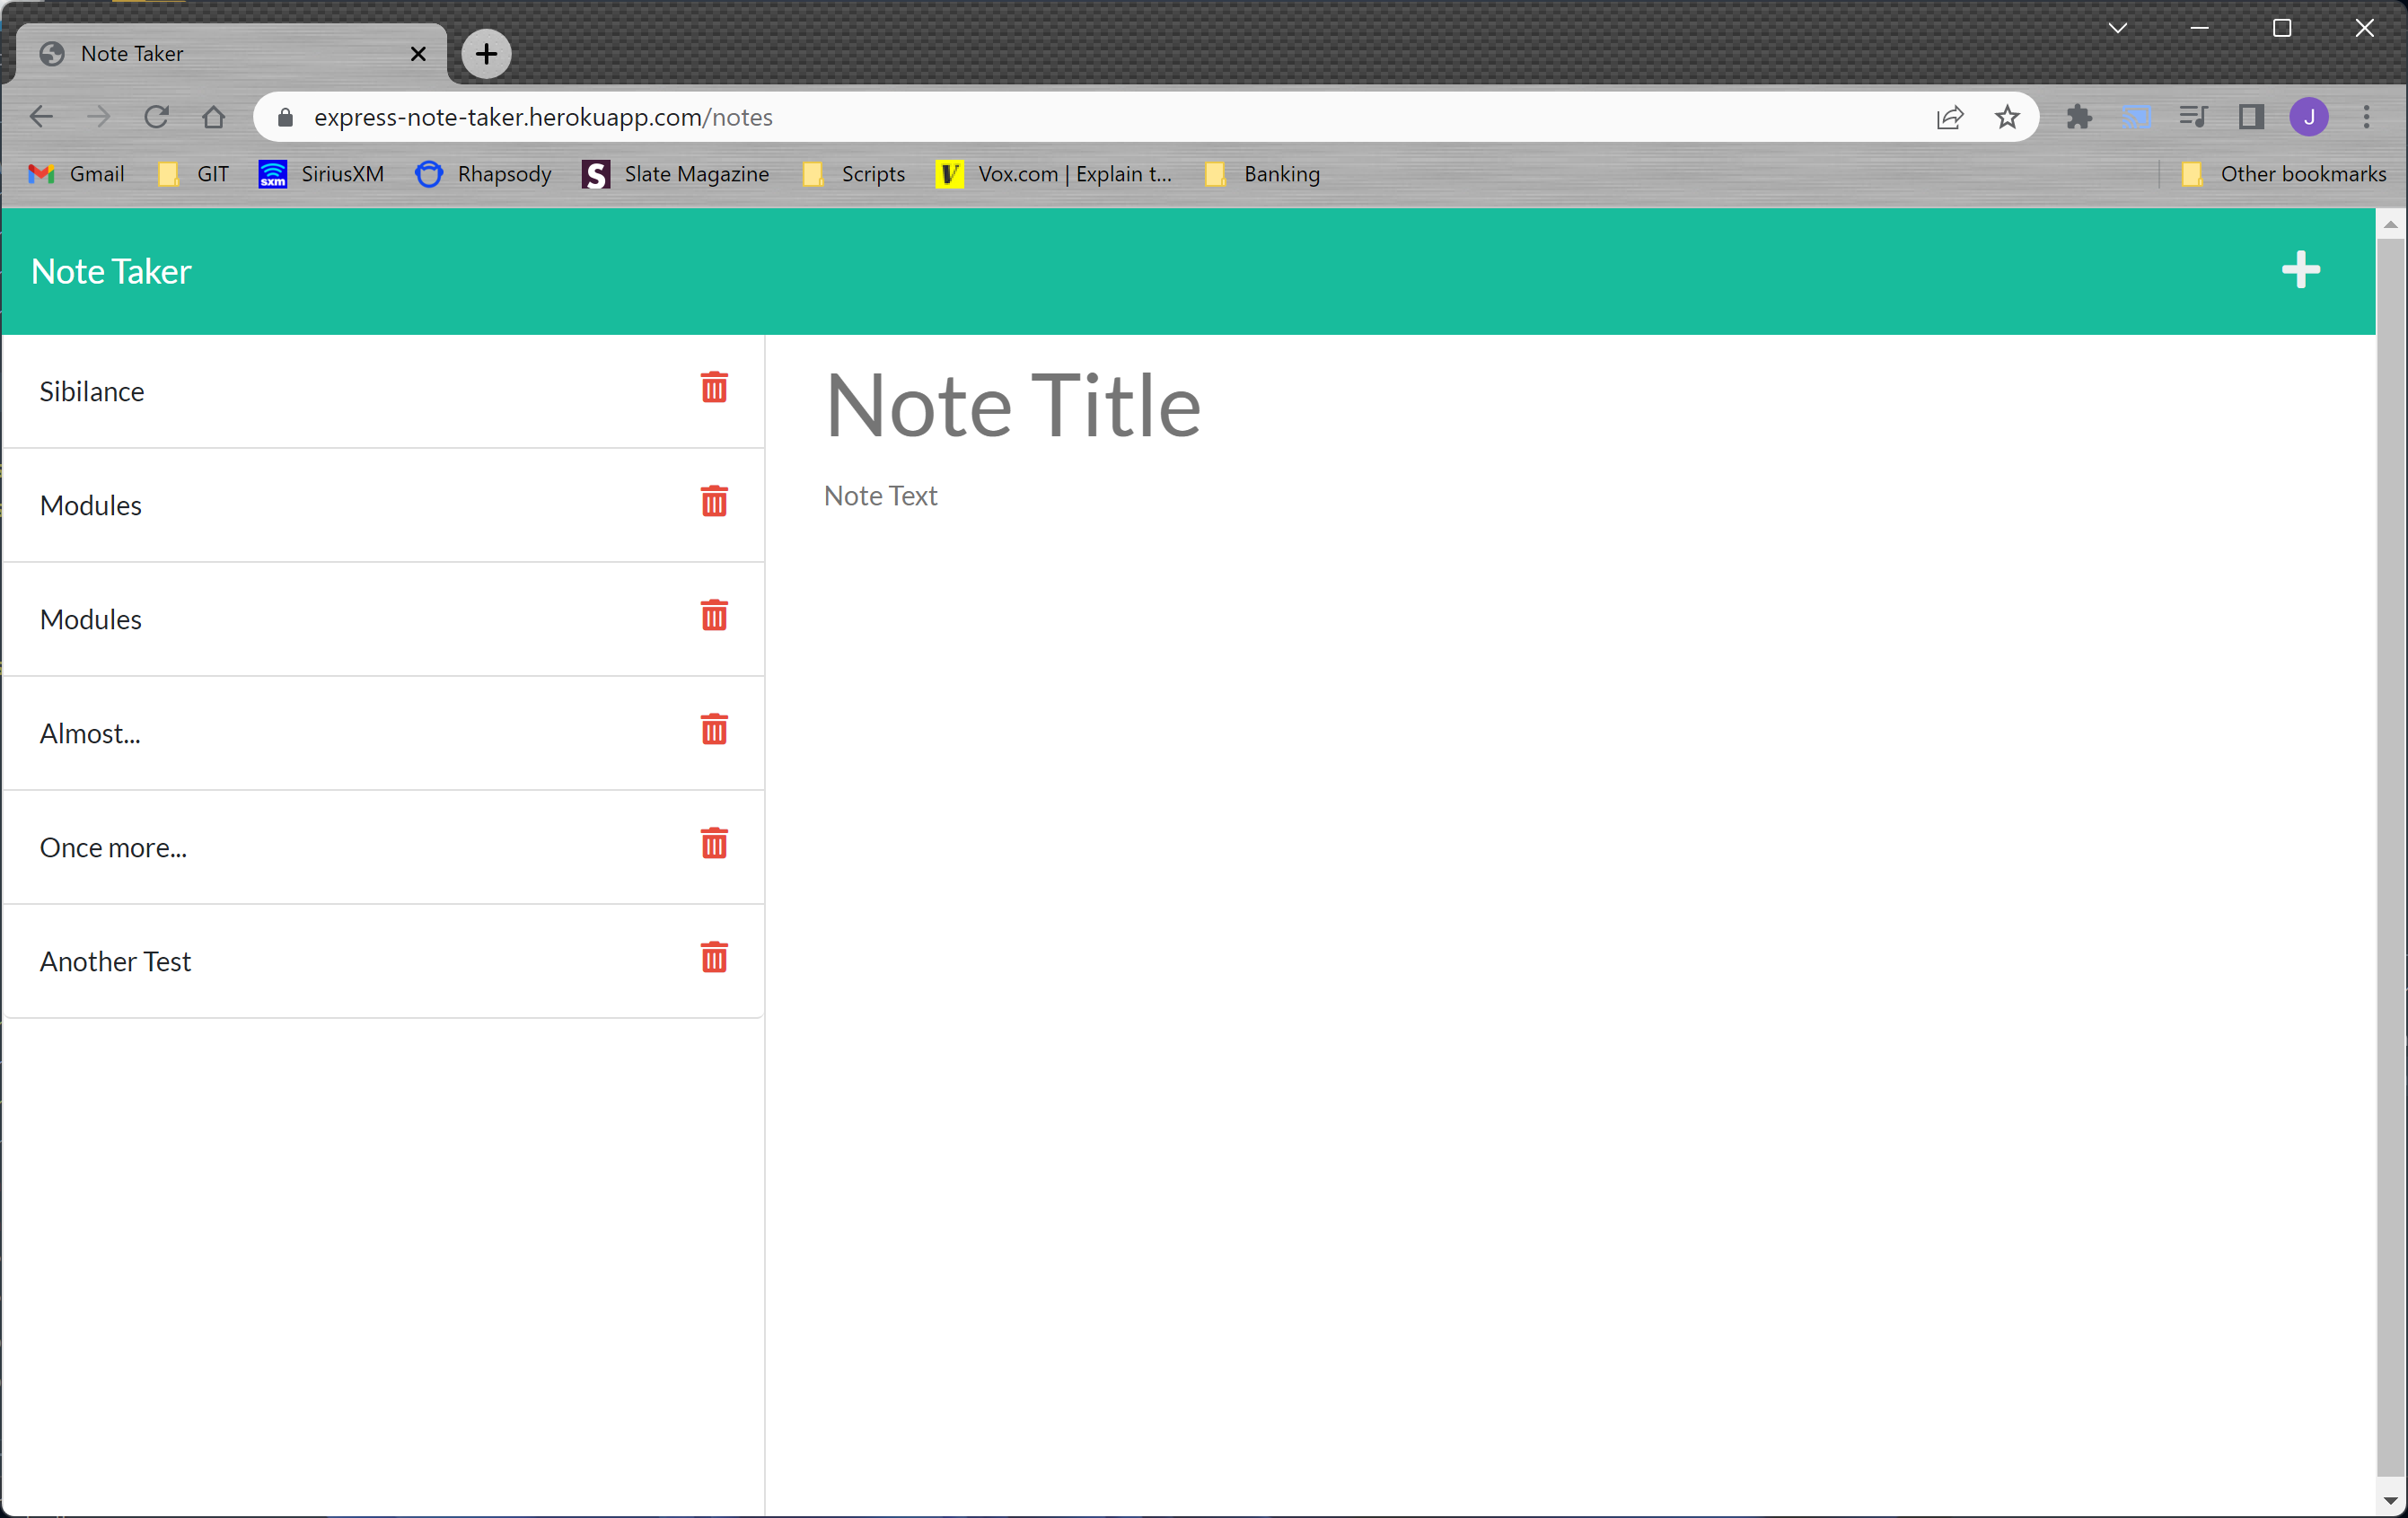 Note Taker
express-note-taker.herokuapp.com/notes
J
Gmail GIT sxm SiriusXM Rhapsody S Slate Magazine Scripts V Vox.com | Explain t... Banking Other bookmarks
Note Taker
Sibilance
Modules
Modules
Almost...
Once more...
Another Test
Note Title
Note Text